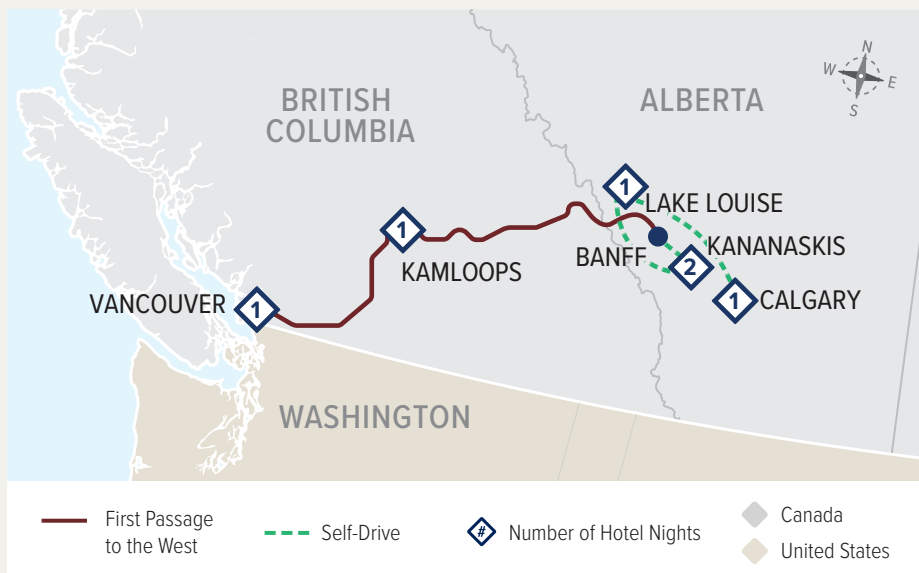 N
W
E
S
BRITISH
COLUMBIA
ALBERTA
1
LAKE LOUISE
1
KAMLOOPS
BANFF
KANANASKIS
2
VANCOUVER
1
1
CALGARY
WASHINGTON
First Passage
to the West
Self-Drive
# Number of Hotel Nights
Canada
United States